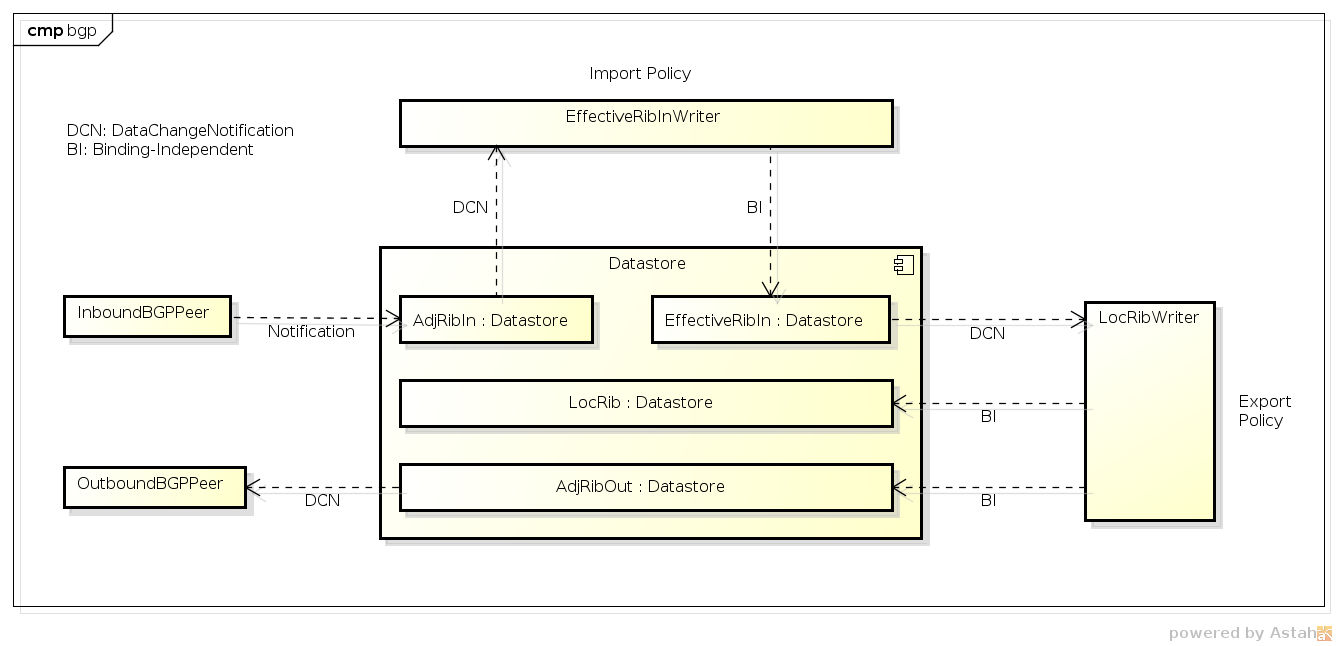 cmp bgp
Import Policy
EffectiveRibInWriter
DCN: DataChangeNotification
BI: Binding-Independent
DCN
BI
Datastore
InboundBGPPeer
Notification
AdjRibIn : Datastore
EffectiveRibIn : Datastore
DCN
LocRibWriter
LocRib : Datastore
BI
Export
Policy
OutboundBGPPeer
DCN
AdjRibOut : Datastore
BI
powered by Astah